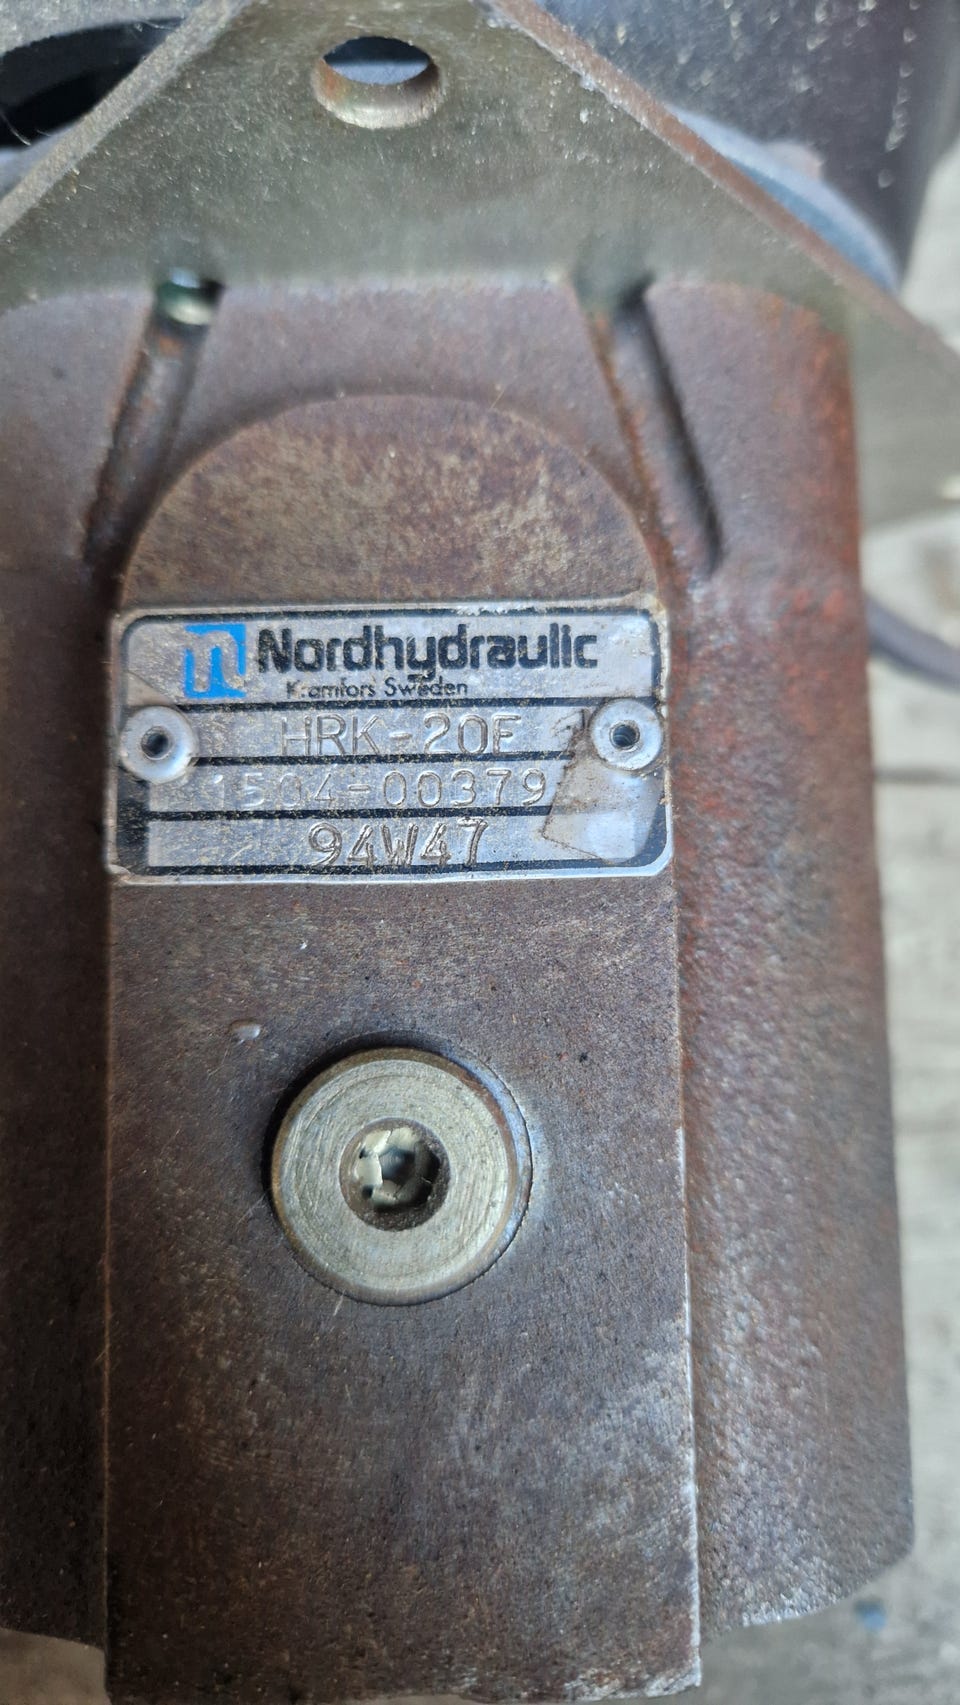 n Nordhydraulic
Kramfors Sweden
HRK-20F
1504-00379
94W47